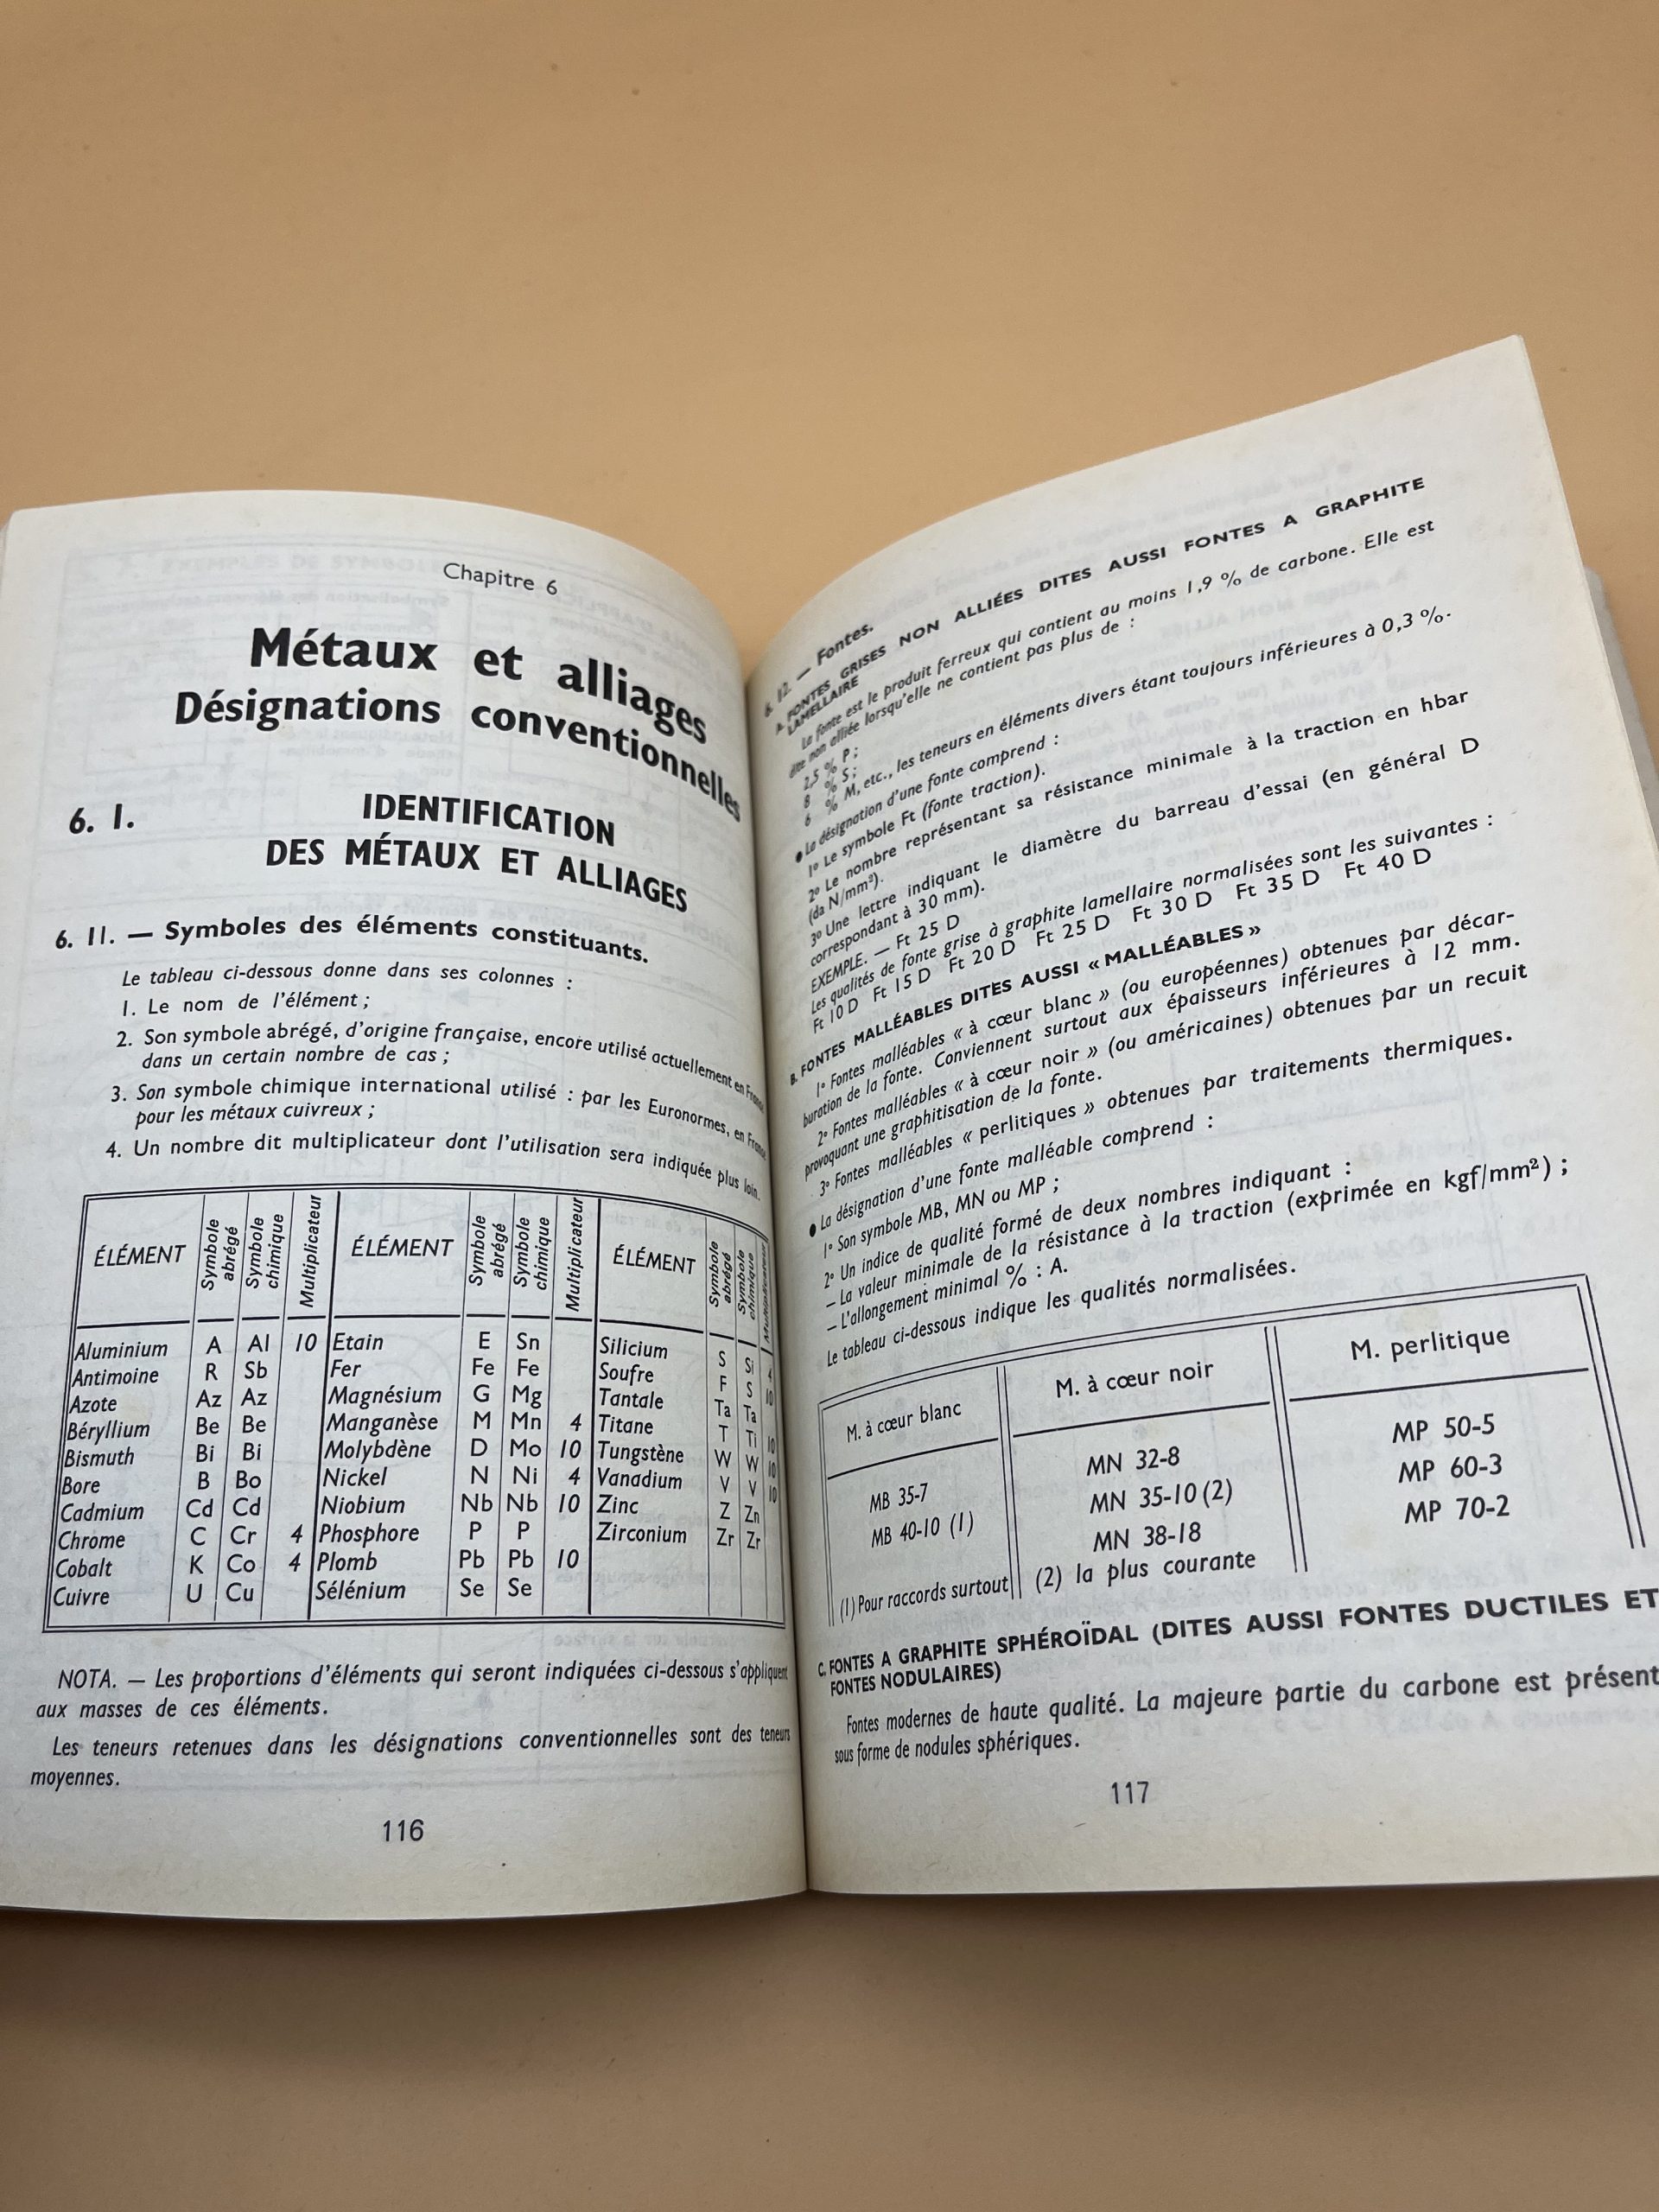 Chapitre 6
Métaux et alliages
Désignations conventionnelles
6. 1. IDENTIFICATION
DES MÉTAUX ET ALLIAGES
6. 11. — Symboles des éléments constituants.
Le tableau ci-dessous donne dans ses colonnes :
1. Le nom de l'élément ;
2. Son symbole abrégé, d'origine française, encore utilisé actuellement en
dans un certain nombre de cas ;
3. Son symbole chimique international utilisé : par les Euronormes, en
pour les métaux cuivreux ;
4. Un nombre dit multiplicateur dont l'utilisation sera indiquée plus loin.
ÉLÉMENT Symbole abrégé Symbole chimique Multiplicateur ÉLÉMENT Symbole abrégé Symbole chimique Multiplicateur ÉLÉMENT Symbole abrégé Symbole chimique Multiplicateur
Aluminium A Al 10 Etain E Sn Silicium S Si 4
Antimoine R Sb Fer Fe Fe Soufre F S 10
Azote Az Az Magnésium G Mg Tantale Ta Ta
Béryllium Be Be Manganèse M Mn 4 Titane T Ti 10
Bismuth Bi Bi Molybdène D Mo 10 Tungstène W W 10
Bore B Bo Nickel N Ni 4 Vanadium V V 10
Cadmium Cd Cd Niobium Nb Nb 10 Zinc Z Zn
Chrome C Cr 4 Phosphore P P Zirconium Zr Zr
Cobalt K Co 4 Plomb Pb Pb 10
Cuivre U Cu Sélénium Se Se
NOTA. — Les proportions d'éléments qui seront indiquées ci-dessous s'appliquent
aux masses de ces éléments.
Les teneurs retenues dans les désignations conventionnelles sont des teneurs
moyennes.
116
6. 12. — Fontes.
A. FONTES GRISES NON ALLIÉES DITES AUSSI FONTES A GRAPHITE
LAMELLAIRE
La fonte est le produit ferreux qui contient au moins 1,9 % de carbone. Elle est
dite non alliée lorsqu'elle ne contient pas plus de :
2,5 % P ;
8 % S ;
6 % M, etc., les teneurs en éléments divers étant toujours inférieures à 0,3 %.
● La désignation d'une fonte comprend :
1° Le symbole Ft (fonte traction).
2° Le nombre représentant sa résistance minimale à la traction en hbar
(da N/mm²).
3° Une lettre indiquant le diamètre du barreau d'essai (en général D
correspondant à 30 mm).
EXEMPLE. — Ft 25 D
Les qualités de fonte grise à graphite lamellaire normalisées sont les suivantes :
Ft 10 D Ft 15 D Ft 20 D Ft 25 D Ft 30 D Ft 35 D Ft 40 D
B. FONTES MALLÉABLES DITES AUSSI « MALLÉABLES »
1° Fontes malléables « à cœur blanc » (ou européennes) obtenues par décar-
buration de la fonte. Conviennent surtout aux épaisseurs inférieures à 12 mm.
2° Fontes malléables « à cœur noir » (ou américaines) obtenues par un recuit
provoquant une graphitisation de la fonte.
3° Fontes malléables « perlitiques » obtenues par traitements thermiques.
● La désignation d'une fonte malléable comprend :
1° Son symbole MB, MN ou MP ;
2° Un indice de qualité formé de deux nombres indiquant :
– La valeur minimale de la résistance à la traction (exprimée en kgf/mm²) ;
– L'allongement minimal % : A.
Le tableau ci-dessous indique les qualités normalisées.
M. à cœur blanc M. à cœur noir M. perlitique
MB 35-7 MN 32-8 MP 50-5
MB 40-10 (1) MN 35-10 (2) MP 60-3
MN 38-18 MP 70-2
(1) Pour raccords surtout (2) la plus courante
C. FONTES A GRAPHITE SPHÉROÏDAL (DITES AUSSI FONTES DUCTILES ET
FONTES NODULAIRES)
Fontes modernes de haute qualité. La majeure partie du carbone est présent
sous forme de nodules sphériques.
117